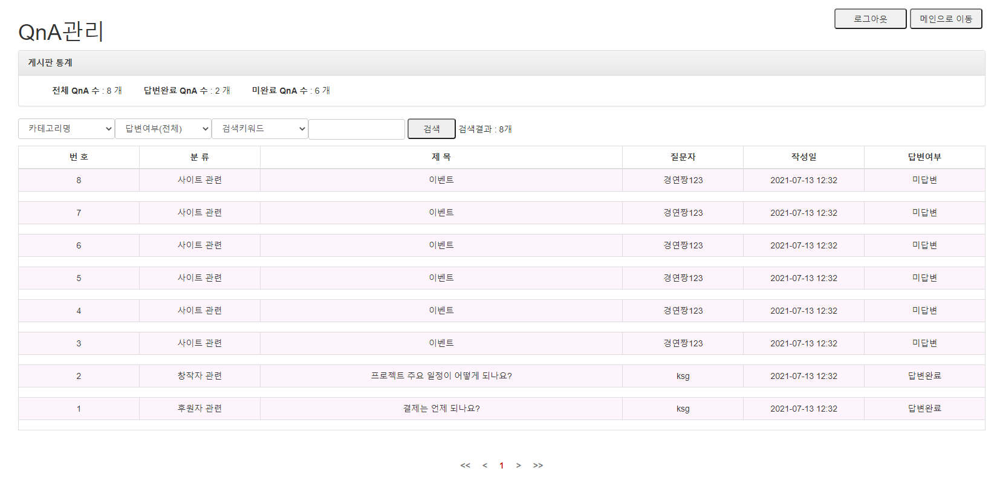 로그아웃 메인으로 이동
QnA관리
게시판 통계
전체 QnA 수 : 8 개 답변완료 QnA 수 : 2 개 미완료 QnA 수 : 6 개
카테고리명 답변여부(전체) 검색키워드 검색 검색결과 : 8개
번 호 분 류 제 목 질문자 작성일 답변여부
8 사이트 관련 이벤트 경연짱123 2021-07-13 12:32 미답변
7 사이트 관련 이벤트 경연짱123 2021-07-13 12:32 미답변
6 사이트 관련 이벤트 경연짱123 2021-07-13 12:32 미답변
5 사이트 관련 이벤트 경연짱123 2021-07-13 12:32 미답변
4 사이트 관련 이벤트 경연짱123 2021-07-13 12:32 미답변
3 사이트 관련 이벤트 경연짱123 2021-07-13 12:32 미답변
2 창작자 관련 프로젝트 주요 일정이 어떻게 되나요? ksg 2021-07-13 12:32 답변완료
1 후원자 관련 결제는 언제 되나요? ksg 2021-07-13 12:32 답변완료
<< < 1 > >>